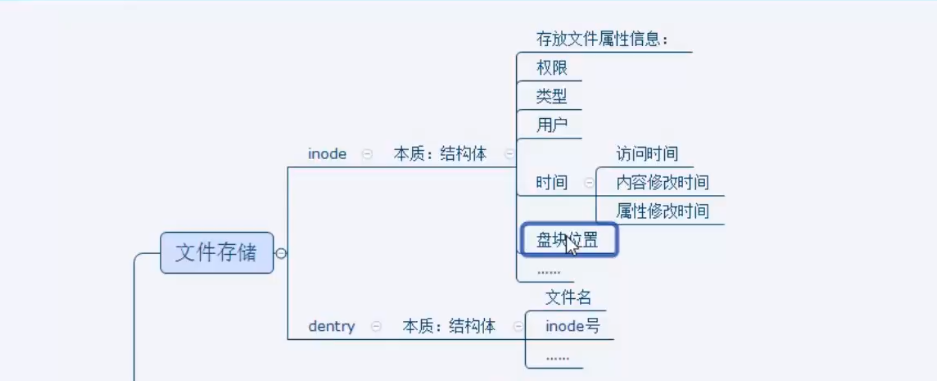 存放文件属性信息：
权限
类型
用户
inode
本质：结构体
时间
访问时间
内容修改时间
属性修改时间
盘块位置
……
文件存储
dentry
本质：结构体
文件名
inode号
……